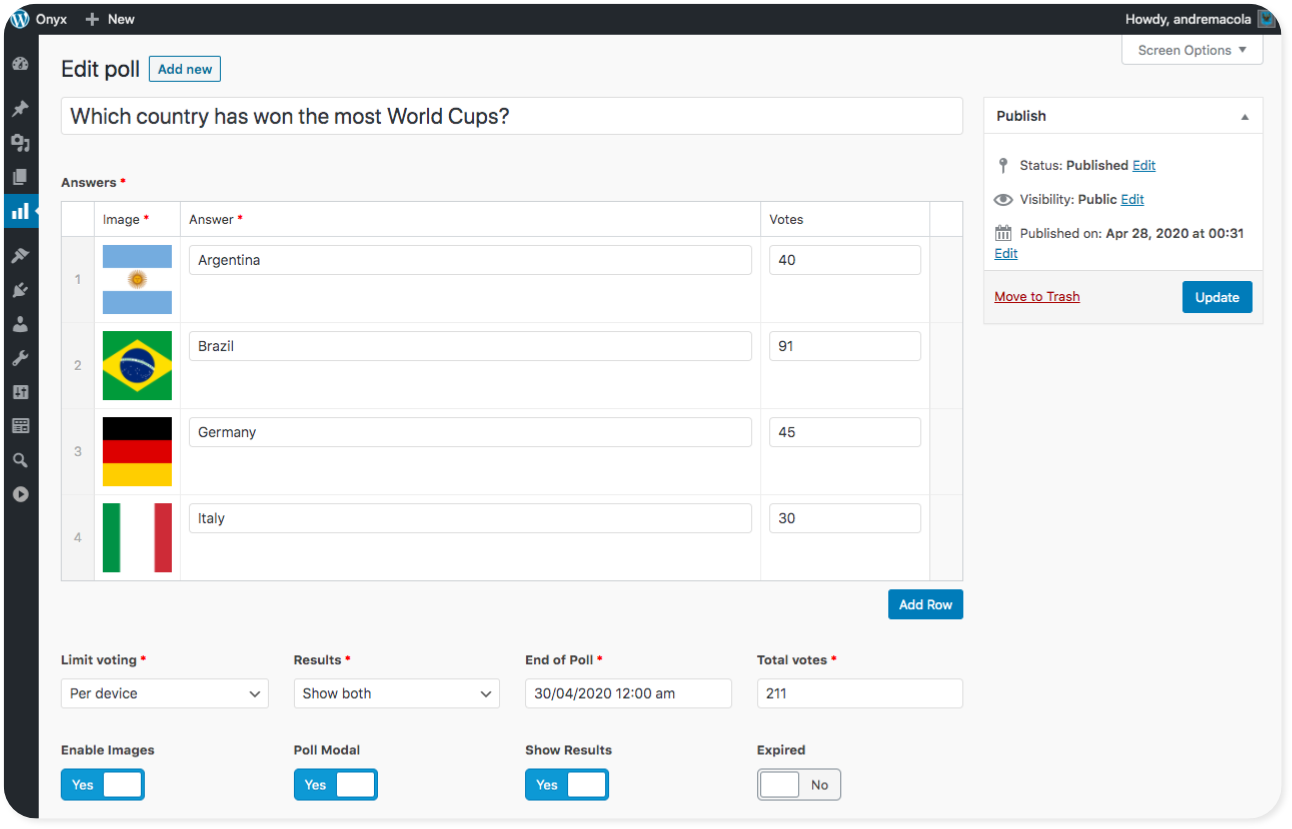 Onyx + New Howdy, andremacola
Screen Options
Edit poll Add new
Which country has won the most World Cups?
Publish
Status: Published Edit
Visibility: Public Edit
Published on: Apr 28, 2020 at 00:31
Edit
Move to Trash Update
Answers *
Image * Answer * Votes
1 Argentina 40
2 Brazil 91
3 Germany 45
4 Italy 30
Add Row
Limit voting * Results * End of Poll * Total votes *
Per device Show both 30/04/2020 12:00 am 211
Enable Images Poll Modal Show Results Expired
Yes Yes Yes No